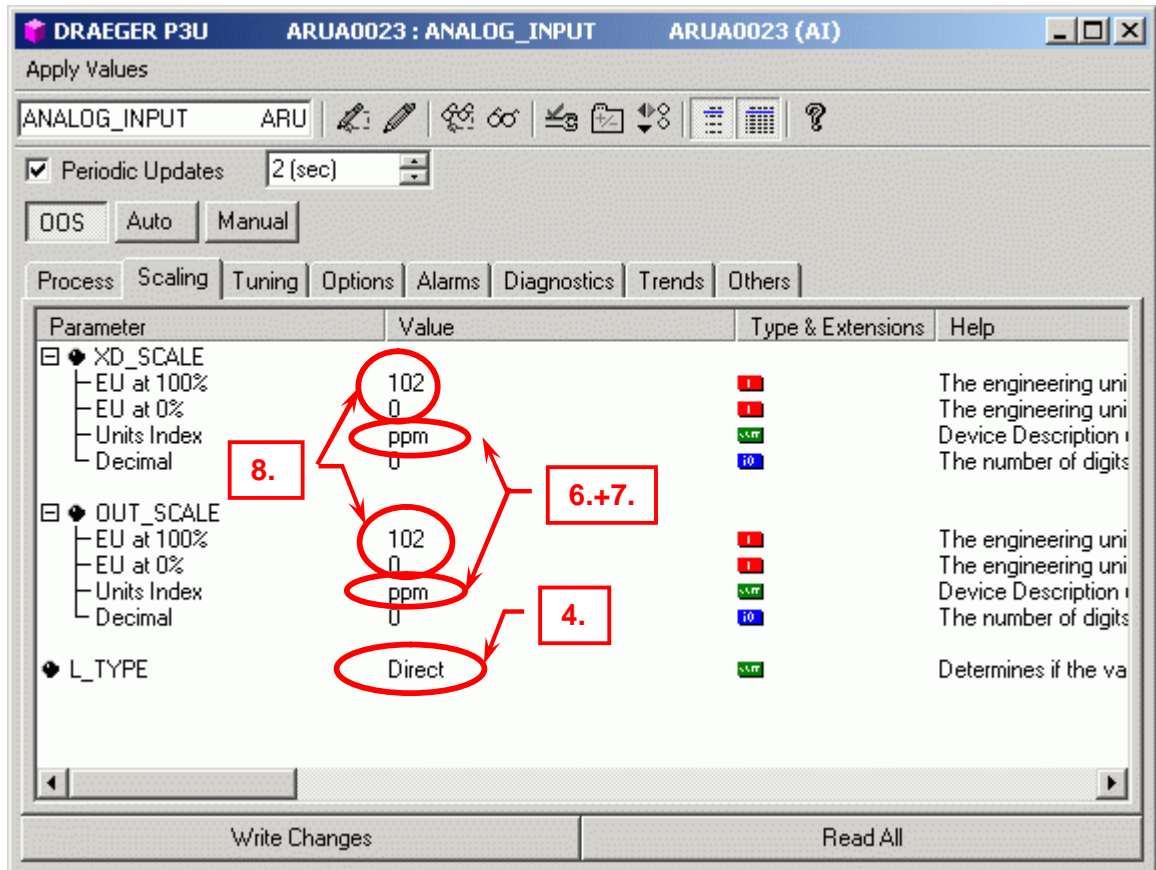 DRAEGER P3U ARUA0023 : ANALOG_INPUT ARUA0023 (AI)
Apply Values
ANALOG_INPUT ARU
Periodic Updates 2 (sec)
OOS Auto Manual
Process Scaling Tuning Options Alarms Diagnostics Trends Others
Parameter Value Type & Extensions Help
XD_SCALE
EU at 100% 102 The engineering uni
EU at 0% 0 The engineering uni
Units Index ppm Device Description
Decimal 0 The number of digits
8.
6.+7.
OUT_SCALE
EU at 100% 102 The engineering uni
EU at 0% 0 The engineering uni
Units Index ppm Device Description
Decimal 0 The number of digits
4.
L_TYPE Direct Determines if the va
Write Changes Read All